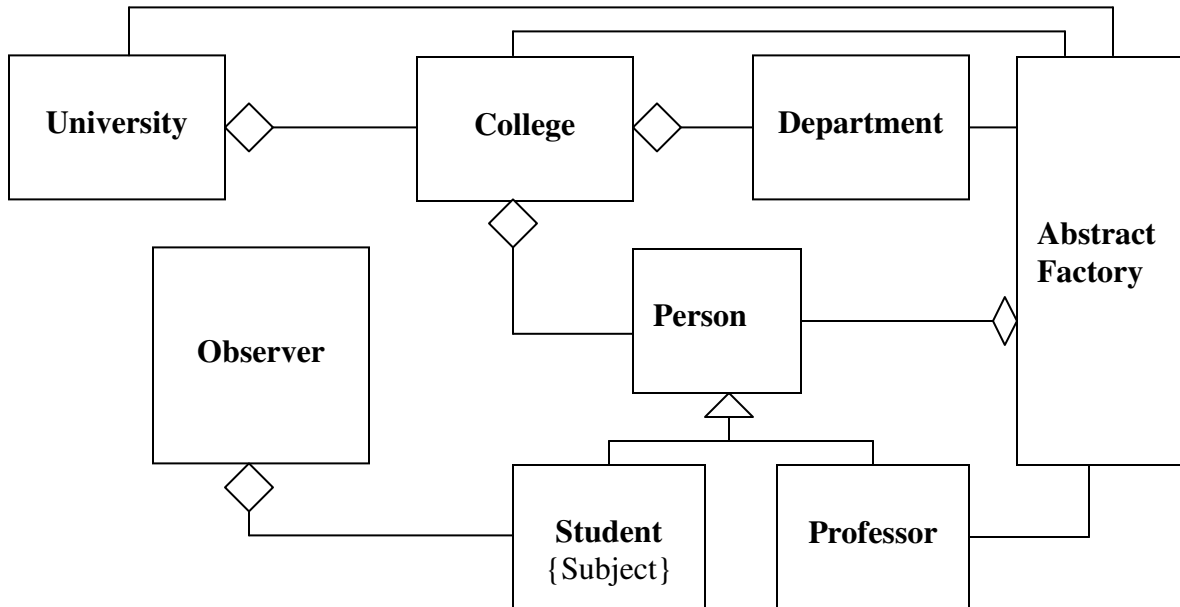 University
College
Department
Abstract
Factory
Person
Observer
Student
{Subject}
Professor